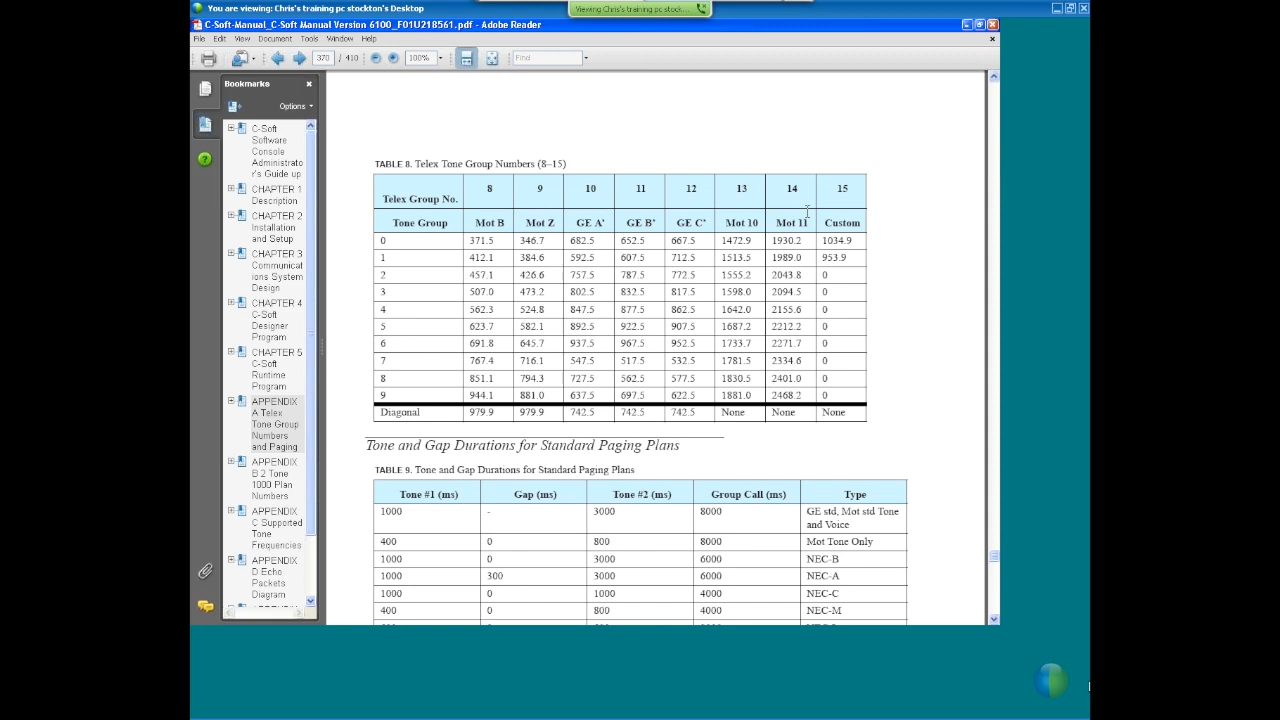 You are viewing: Chris's training pc stockton's Desktop
Viewing Chris's training pc stock...
C-Soft-Manual_C-Soft Manual Version 6100_F01U218561.pdf - Adobe Reader
File Edit View Document Tools Window Help
370 / 410 100% Find
Bookmarks
Options
C-Soft
Software
Console
Administrato
r's Guide up
CHAPTER 1
Description
CHAPTER 2
Installation
and Setup
CHAPTER 3
Communicat
ions System
Design
CHAPTER 4
C-Soft
Designer
Program
CHAPTER 5
C-Soft
Runtime
Program
APPENDIX
A Telex
Tone Group
Numbers
and Paging
APPENDIX
B 2 Tone
1000 Plan
Numbers
APPENDIX
C Supported
Tone
Frequencies
APPENDIX
D Echo
Packets
Diagram
TABLE 8. Telex Tone Group Numbers (8–15)
Telex Group No. 8 9 10 11 12 13 14 15
Tone Group Mot B Mot Z GE A' GE B' GE C' Mot 10 Mot 11 Custom
0 371.5 346.7 682.5 652.5 667.5 1472.9 1930.2 1034.9
1 412.1 384.6 592.5 607.5 712.5 1513.5 1989.0 953.9
2 457.1 426.6 757.5 787.5 772.5 1555.2 2043.8 0
3 507.0 473.2 802.5 832.5 817.5 1598.0 2094.5 0
4 562.3 524.8 847.5 877.5 862.5 1642.0 2155.6 0
5 623.7 582.1 892.5 922.5 907.5 1687.2 2212.2 0
6 691.8 645.7 937.5 967.5 952.5 1733.7 2271.7 0
7 767.4 716.1 547.5 517.5 532.5 1781.5 2334.6 0
8 851.1 794.3 727.5 562.5 577.5 1830.5 2401.0 0
9 944.1 881.0 637.5 697.5 622.5 1881.0 2468.2 0
Diagonal 979.9 979.9 742.5 742.5 742.5 None None None
Tone and Gap Durations for Standard Paging Plans
TABLE 9. Tone and Gap Durations for Standard Paging Plans
Tone #1 (ms) Gap (ms) Tone #2 (ms) Group Call (ms) Type
1000 - 3000 8000 GE std, Mot std Tone
and Voice
400 0 800 8000 Mot Tone Only
1000 0 3000 6000 NEC-B
1000 300 3000 6000 NEC-A
1000 0 1000 4000 NEC-C
400 0 800 4000 NEC-M